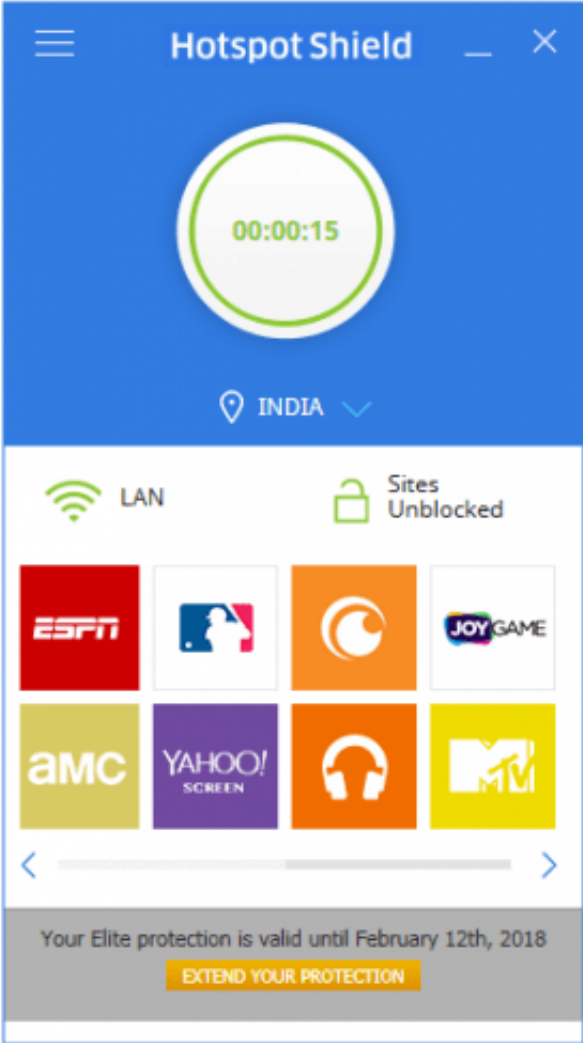 Hotspot Shield
00:00:15
INDIA
LAN
Sites
Unblocked
ESPN
JOYGAME
aMC
YAHOO!
SCREEN
MTV
Your Elite protection is valid until February 12th, 2018
EXTEND YOUR PROTECTION